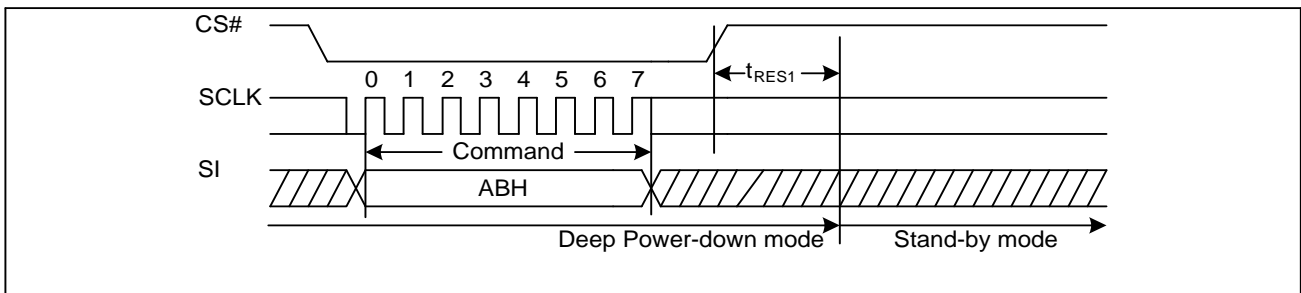 CS#
tRES1
0 1 2 3 4 5 6 7
SCLK
Command
SI
ABH
Deep Power-down mode Stand-by mode